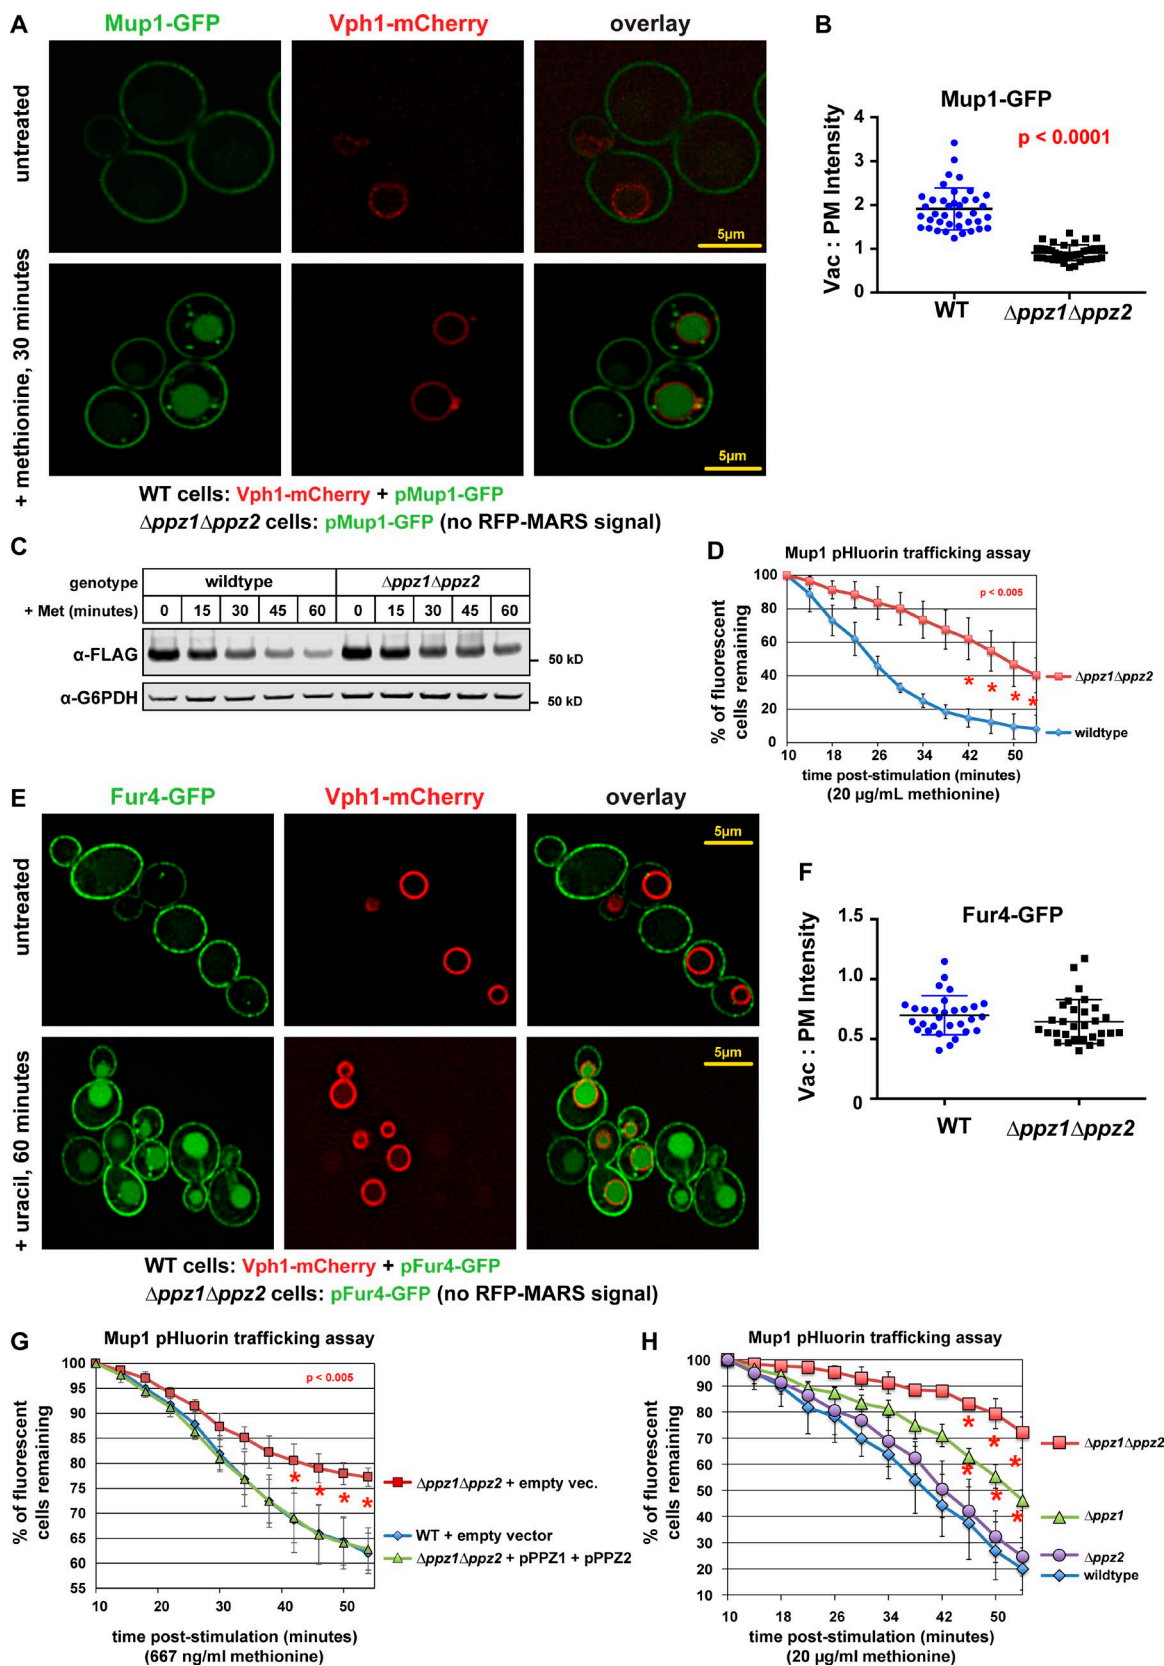 A
Mup1-GFP
Vph1-mCherry
overlay
untreated
5µm
+ methionine, 30 minutes
5µm
WT cells: Vph1-mCherry + pMup1-GFP
Δppz1Δppz2 cells: pMup1-GFP (no RFP-MARS signal)
B
Mup1-GFP
p < 0.0001
Vac : PM Intensity
4
3
2
1
0
WT
Δppz1Δppz2
C
genotype
wildtype
Δppz1Δppz2
+ Met (minutes)
0 15 30 45 60 0 15 30 45 60
α-FLAG
50 kD
α-G6PDH
50 kD
D
Mup1 pHluorin trafficking assay
% of fluorescent
cells remaining
100
80
60
40
20
0
p < 0.005
* * * *
Δppz1Δppz2
wildtype
10 18 26 34 42 50
time post-stimulation (minutes)
(20 µg/mL methionine)
E
Fur4-GFP
Vph1-mCherry
overlay
untreated
5µm
+ uracil, 60 minutes
5µm
WT cells: Vph1-mCherry + pFur4-GFP
Δppz1Δppz2 cells: pFur4-GFP (no RFP-MARS signal)
F
Fur4-GFP
Vac : PM Intensity
1.5
1.0
0.5
0
WT
Δppz1Δppz2
G
Mup1 pHluorin trafficking assay
% of fluorescent
cells remaining
100
95
90
85
80
75
70
65
60
55
p < 0.005
* * * *
Δppz1Δppz2 + empty vec.
WT + empty vector
Δppz1Δppz2 + pPPZ1 + pPPZ2
10 20 30 40 50
time post-stimulation (minutes)
(667 ng/ml methionine)
H
Mup1 pHluorin trafficking assay
% of fluorescent
cells remaining
100
90
80
70
60
50
40
30
20
10
* * *
* * *
Δppz1Δppz2
Δppz1
Δppz2
wildtype
10 18 26 34 42 50
time post-stimulation (minutes)
(20 µg/ml methionine)